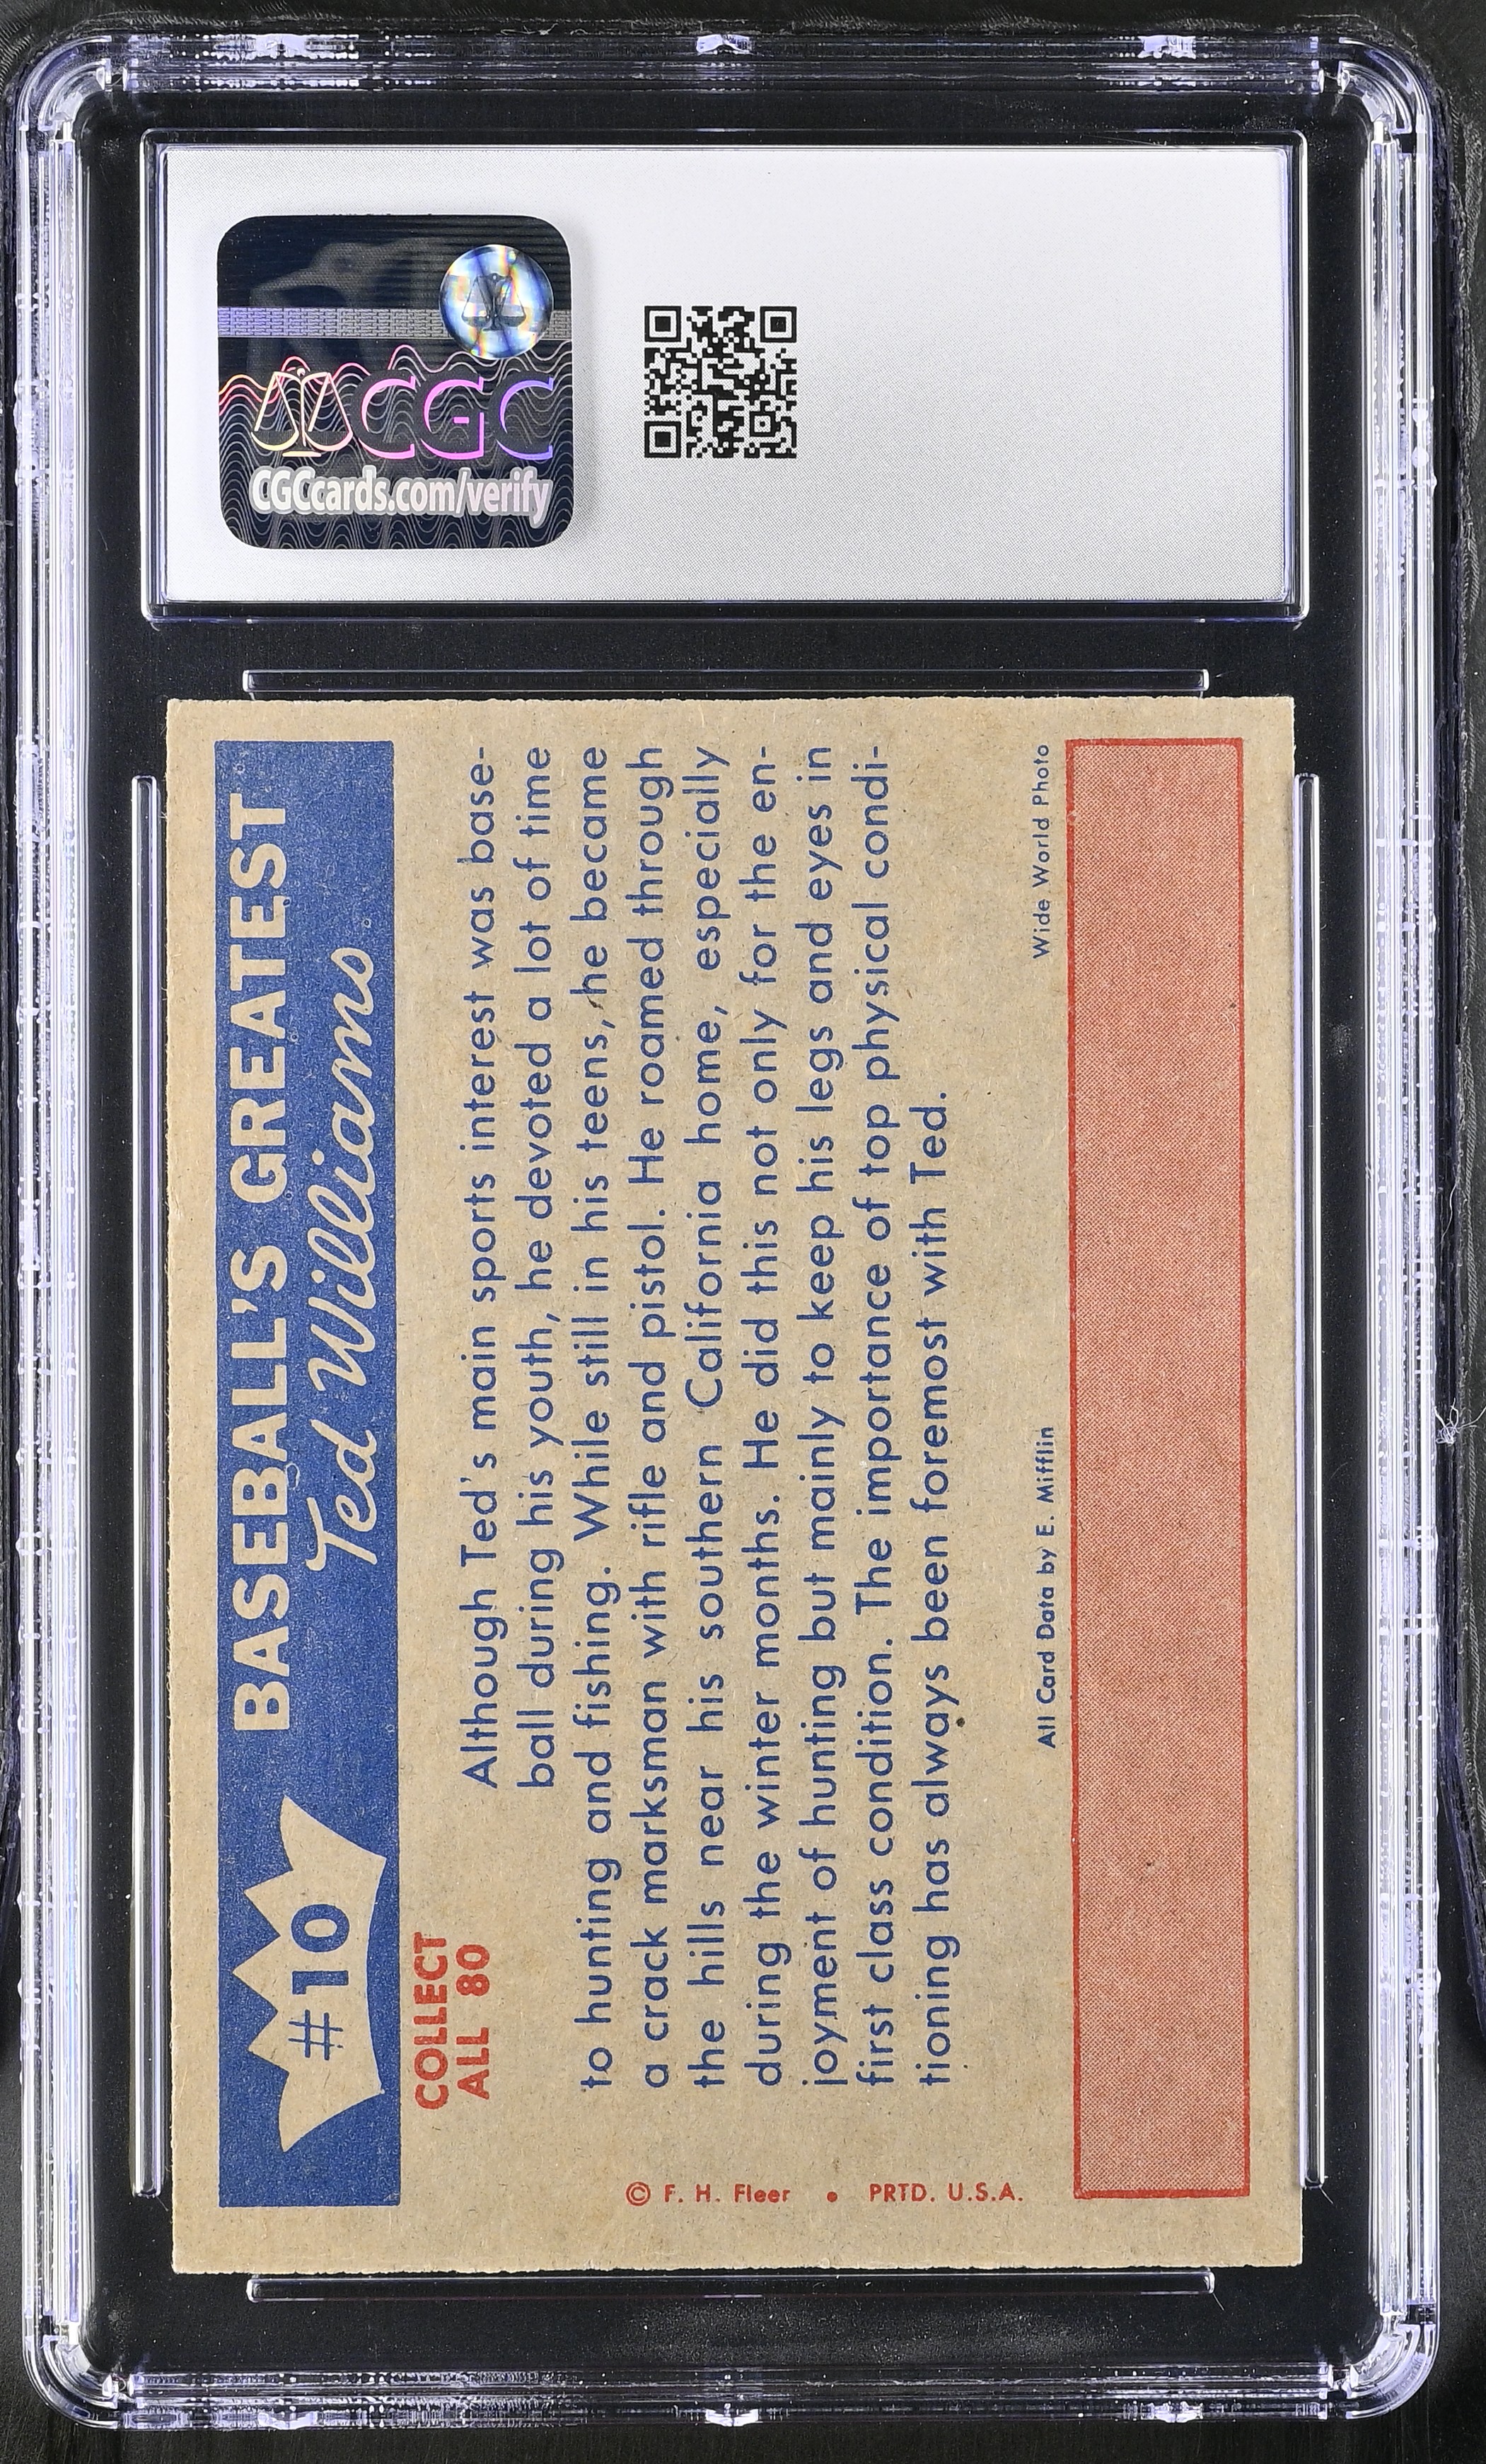 CGC
CGCcards.com/verify
#10
BASEBALL'S GREATEST
Ted Williams
COLLECT
ALL 80
Although Ted's main sports interest was base-
ball during his youth, he devoted a lot of time
to hunting and fishing. While still in his teens, he became
a crack marksman with rifle and pistol. He roamed through
the hills near his southern California home, especially
during the winter months. He did this not only for the en-
joyment of hunting but mainly to keep his legs and eyes in
first class condition. The importance of top physical condi-
tioning has always been foremost with Ted.
All Card Data by E. Mifflin
Wide World Photo
© F. H. Fleer • PRTD. U.S.A.